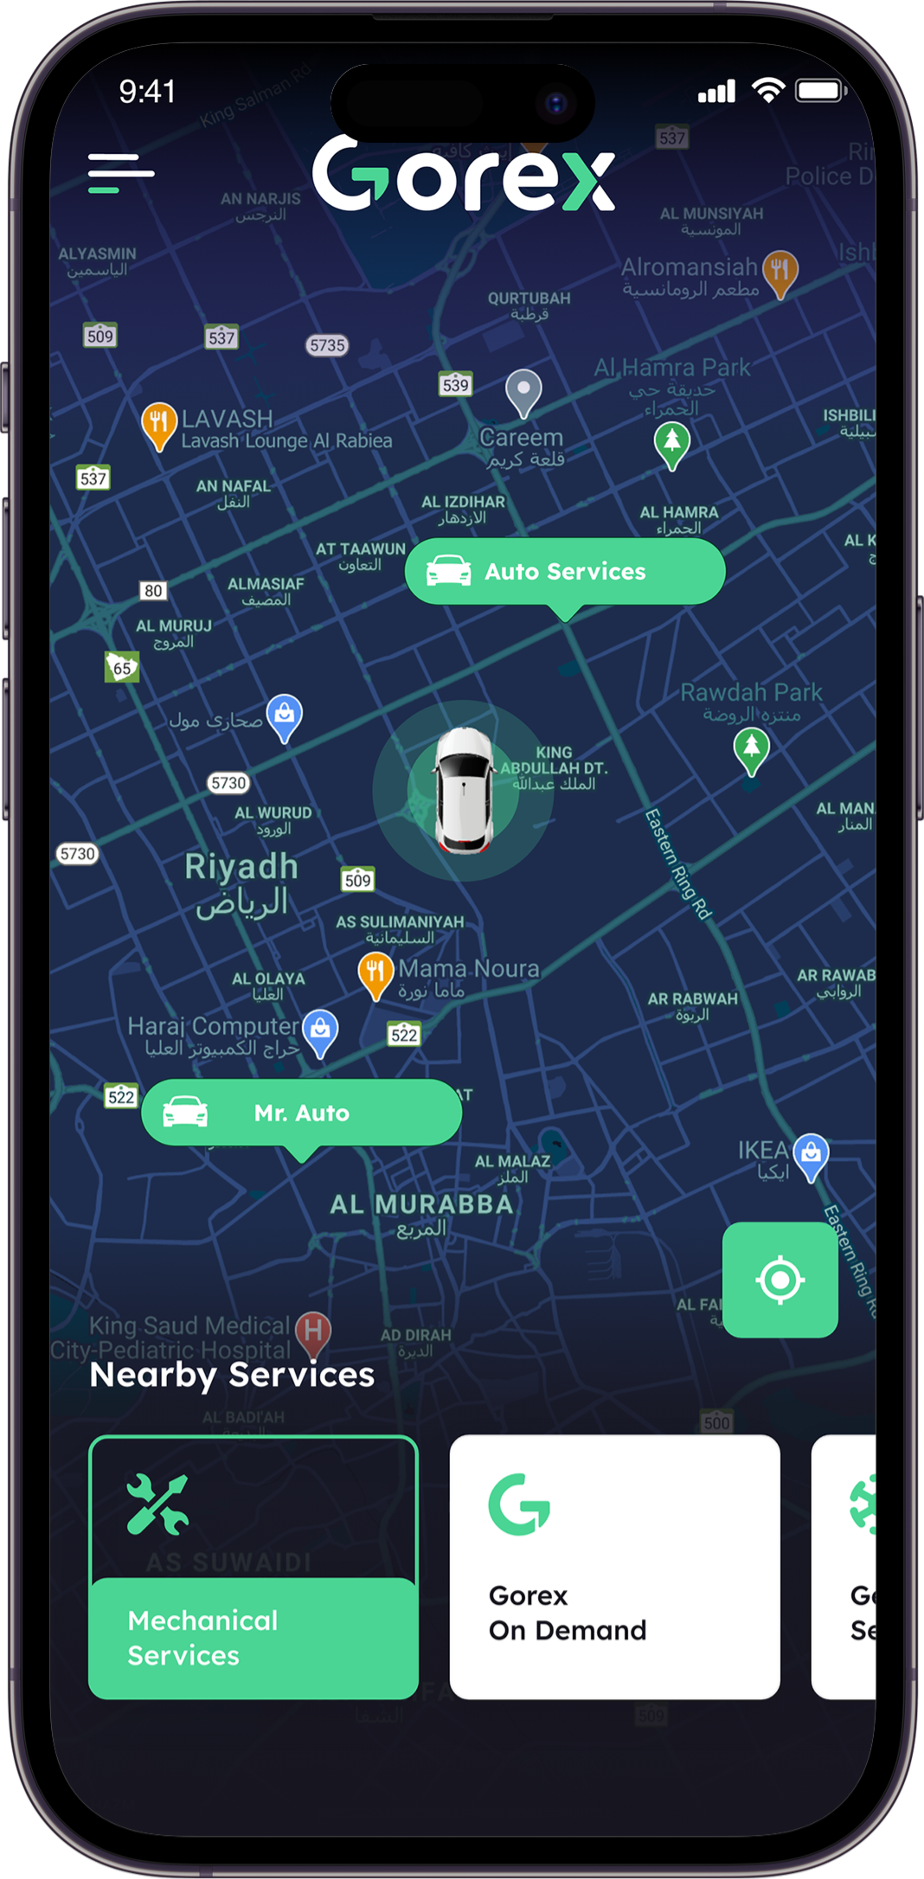 9:41
King Salman Rd
537
Gorex
Police D
AN NARJIS
النرجس
AL MUNSIYAH
المونسية
ALYASMIN
الياسمين
Alromansiah
مطعم الرومانسية
QURTUBAH
قرطبة
509
537
5735
539
Al Hamra Park
حديقة حي
الحمراء
LAVASH
Lavash Lounge Al Rabiea
Careem
قلعة كريم
ISHBILI
537
AN NAFAL
النفل
AL IZDIHAR
الازدهار
AL HAMRA
الحمراء
AL K
AT TAAWUN
التعاون
Auto Services
80
ALMASIAF
المصيف
AL MURUJ
المروج
65
صحارى مول
Rawdah Park
منتزه الروضة
KING
ABDULLAH DT.
الملك عبدالله
5730
AL WURUD
الورود
AL MAN
المنار
5730
Eastern Ring Rd
Riyadh
الرياض
509
AS SULIMANIYAH
السليمانية
Mama Noura
ماما نورة
AL OLAYA
العليا
AR RABWAH
الربوة
AR RAWAB
الروابي
Haraj Computer
حراج الكمبيوتر العليا
522
522
Mr. Auto
AT
AL MALAZ
الملز
IKEA
ايكيا
AL MURABBA
المربع
Eastern Ring R
AL FAI
King Saud Medical
City-Pediatric Hospital
AD DIRAH
الديرة
Nearby Services
AL BADI'AH
500
AS SUWAIDI
Mechanical
Services
Gorex
On Demand
Ge
Se
509